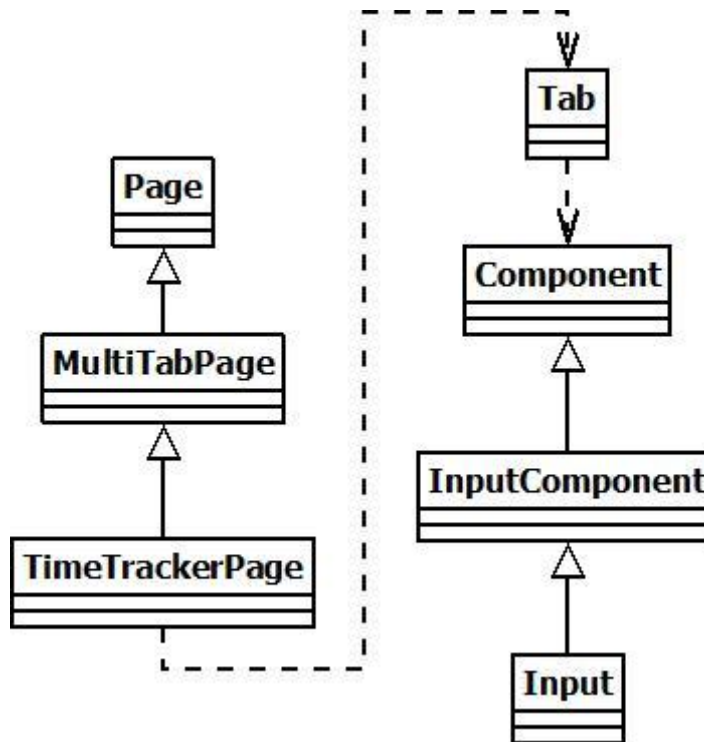 Tab
Page
Component
MultiTabPage
InputComponent
TimeTrackerPage
Input